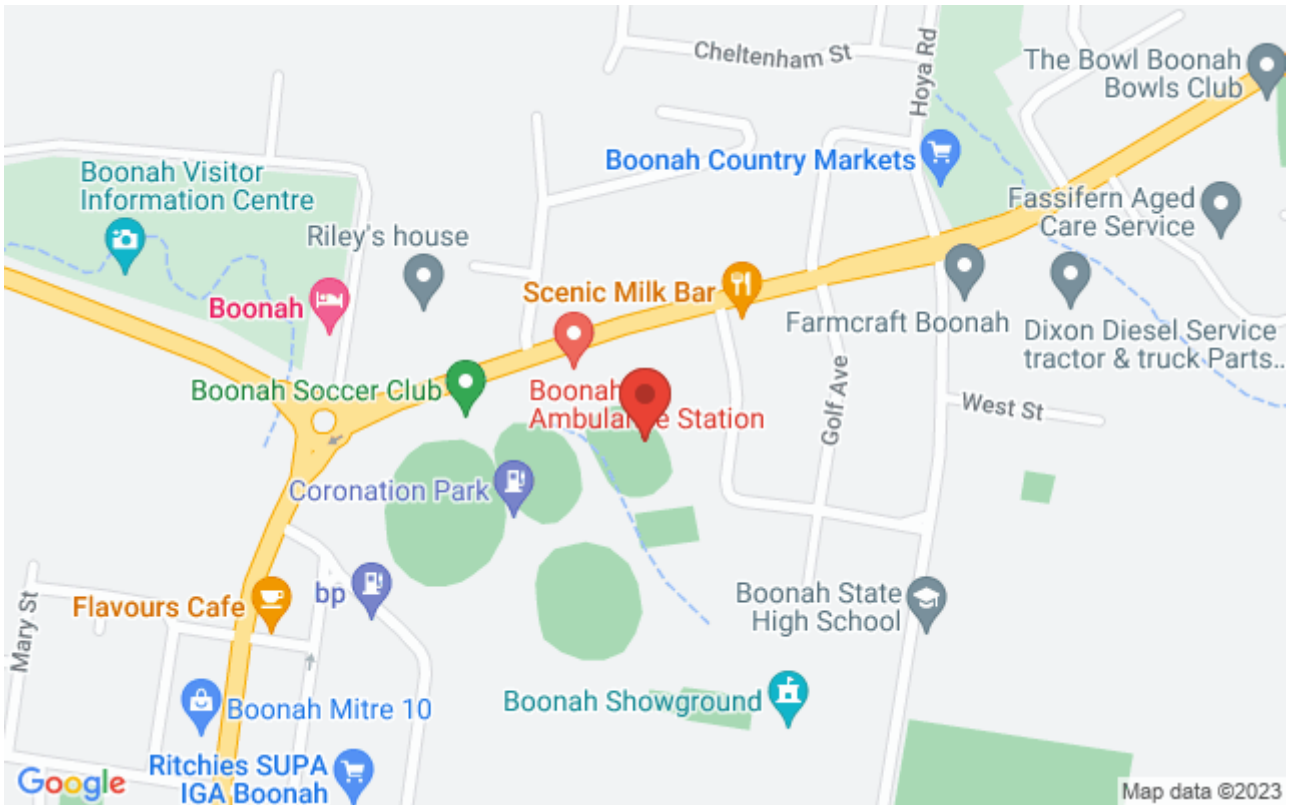 Cheltenham St
Hoya Rd
The Bowl Boonah
Bowls Club
Boonah Country Markets
Boonah Visitor
Information Centre
Fassifern Aged
Care Service
Riley's house
Boonah
Scenic Milk Bar
Farmcraft Boonah
Dixon Diesel Service
tractor & truck Parts...
Boonah Soccer Club
Boonah
Ambulance Station
Golf Ave
West St
Coronation Park
bp
Flavours Cafe
Mary St
Boonah State
High School
Boonah Showground
Boonah Mitre 10
Ritchies SUPA
IGA Boonah
Google
Map data ©2023